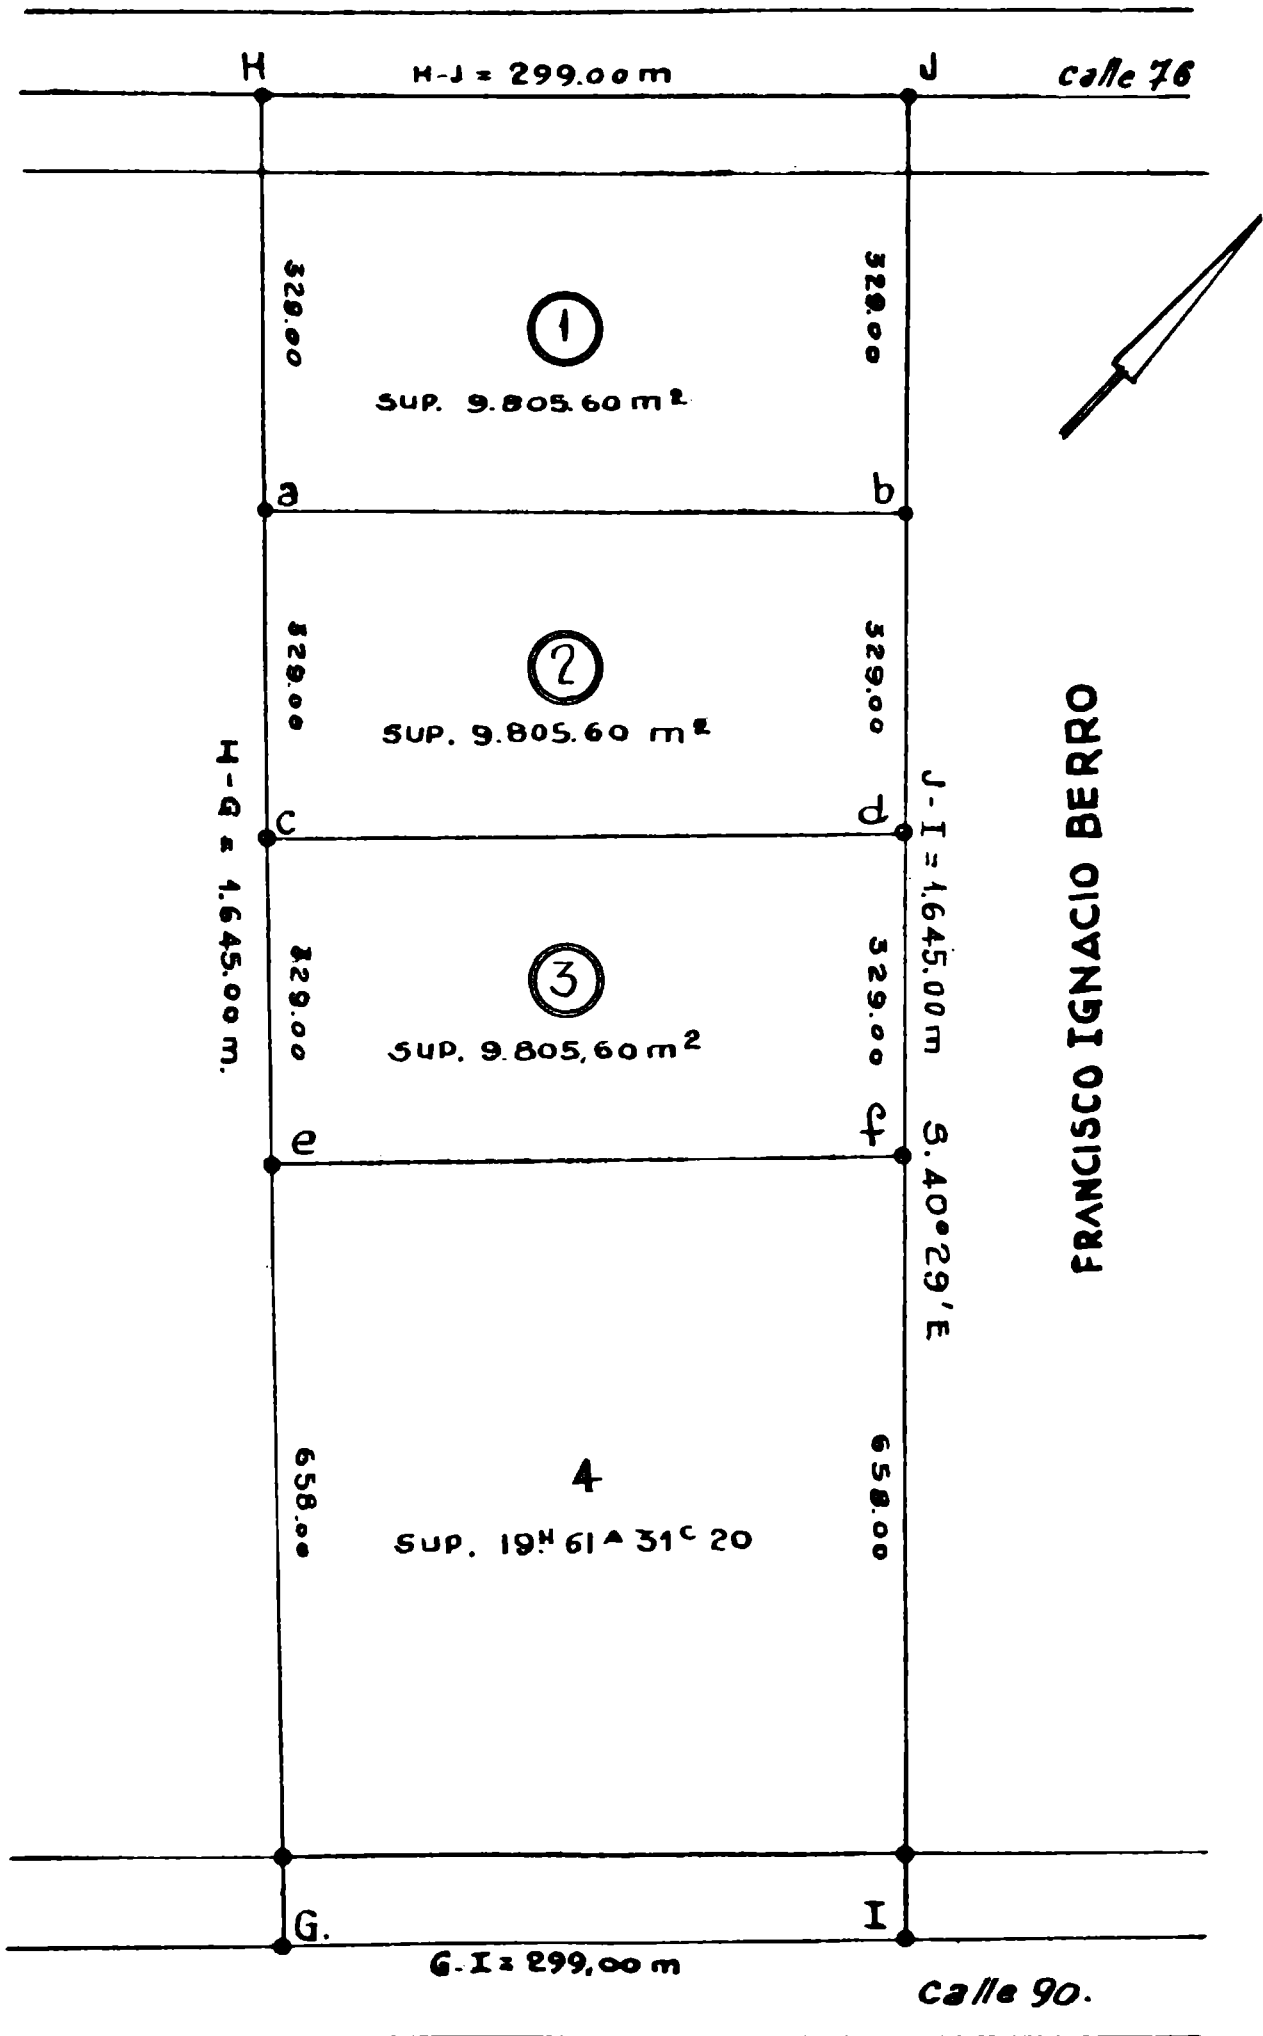 H
H-J = 299.00 m
J
calle 76
329.00
329.00
1
SUP. 9.805.60 m²
a
b
329.00
329.00
2
SUP. 9.805.60 m²
H-G = 1.645.00 m.
J-I = 1.645.00 m S. 40°29'E
FRANCISCO IGNACIO BERRO
c
d
329.00
329.00
3
SUP. 9.805,60 m²
e
f
658.00
658.00
4
SUP. 19ᴴ 61ᴬ 31ᶜ 20
G.
I
G-I = 299,00 m
calle 90.